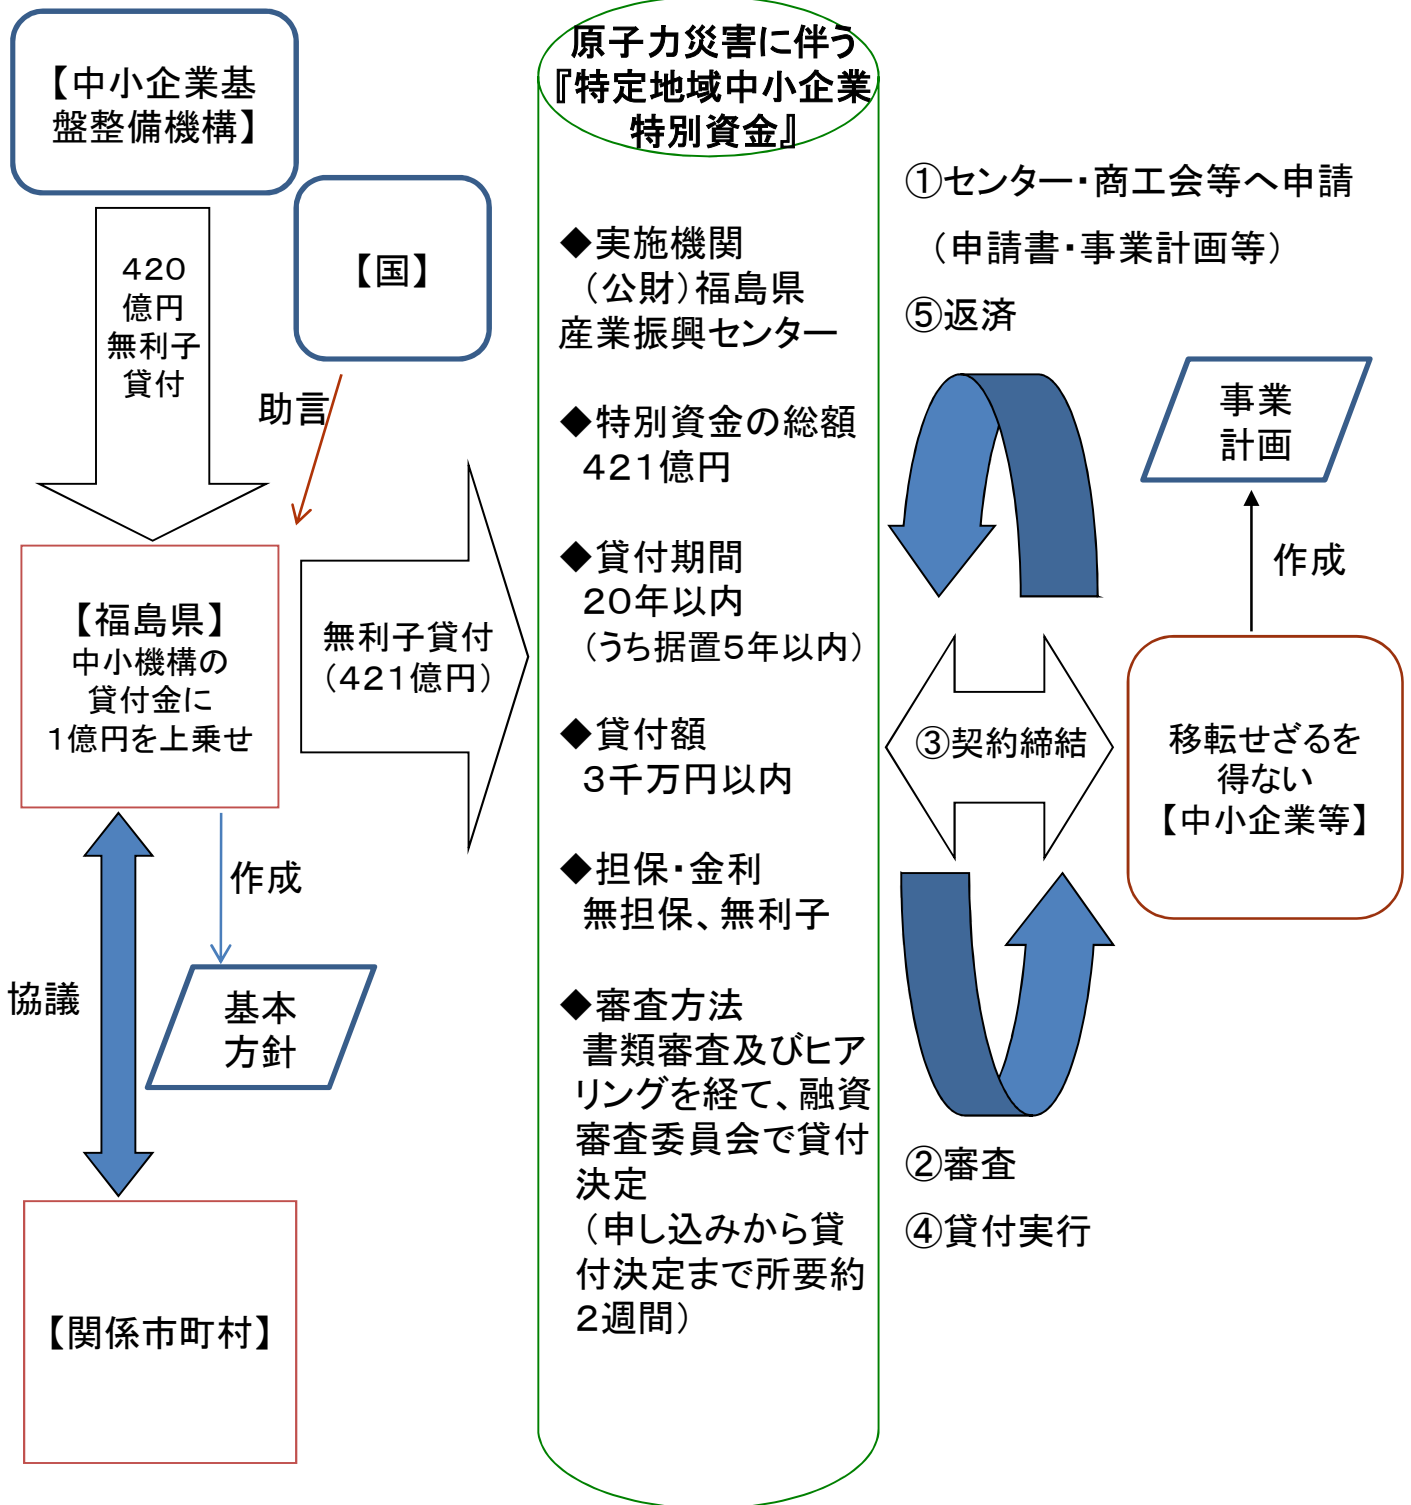 【中小企業基
盤整備機構】
420
億円
無利子
貸付
【国】
助言
【福島県】
中小機構の
貸付金に
1億円を上乗せ
無利子貸付
（421億円）
作成
基本
方針
協議
【関係市町村】
原子力災害に伴う
『特定地域中小企業
特別資金』
◆実施機関
（公財）福島県
産業振興センター
◆特別資金の総額
421億円
◆貸付期間
20年以内
（うち据置5年以内）
◆貸付額
3千万円以内
◆担保・金利
無担保、無利子
◆審査方法
書類審査及びヒア
リングを経て、融資
審査委員会で貸付
決定
（申し込みから貸
付決定まで所要約
2週間）
①センター・商工会等へ申請
（申請書・事業計画等）
⑤返済
事業
計画
作成
③契約締結
移転せざるを
得ない
【中小企業等】
②審査
④貸付実行